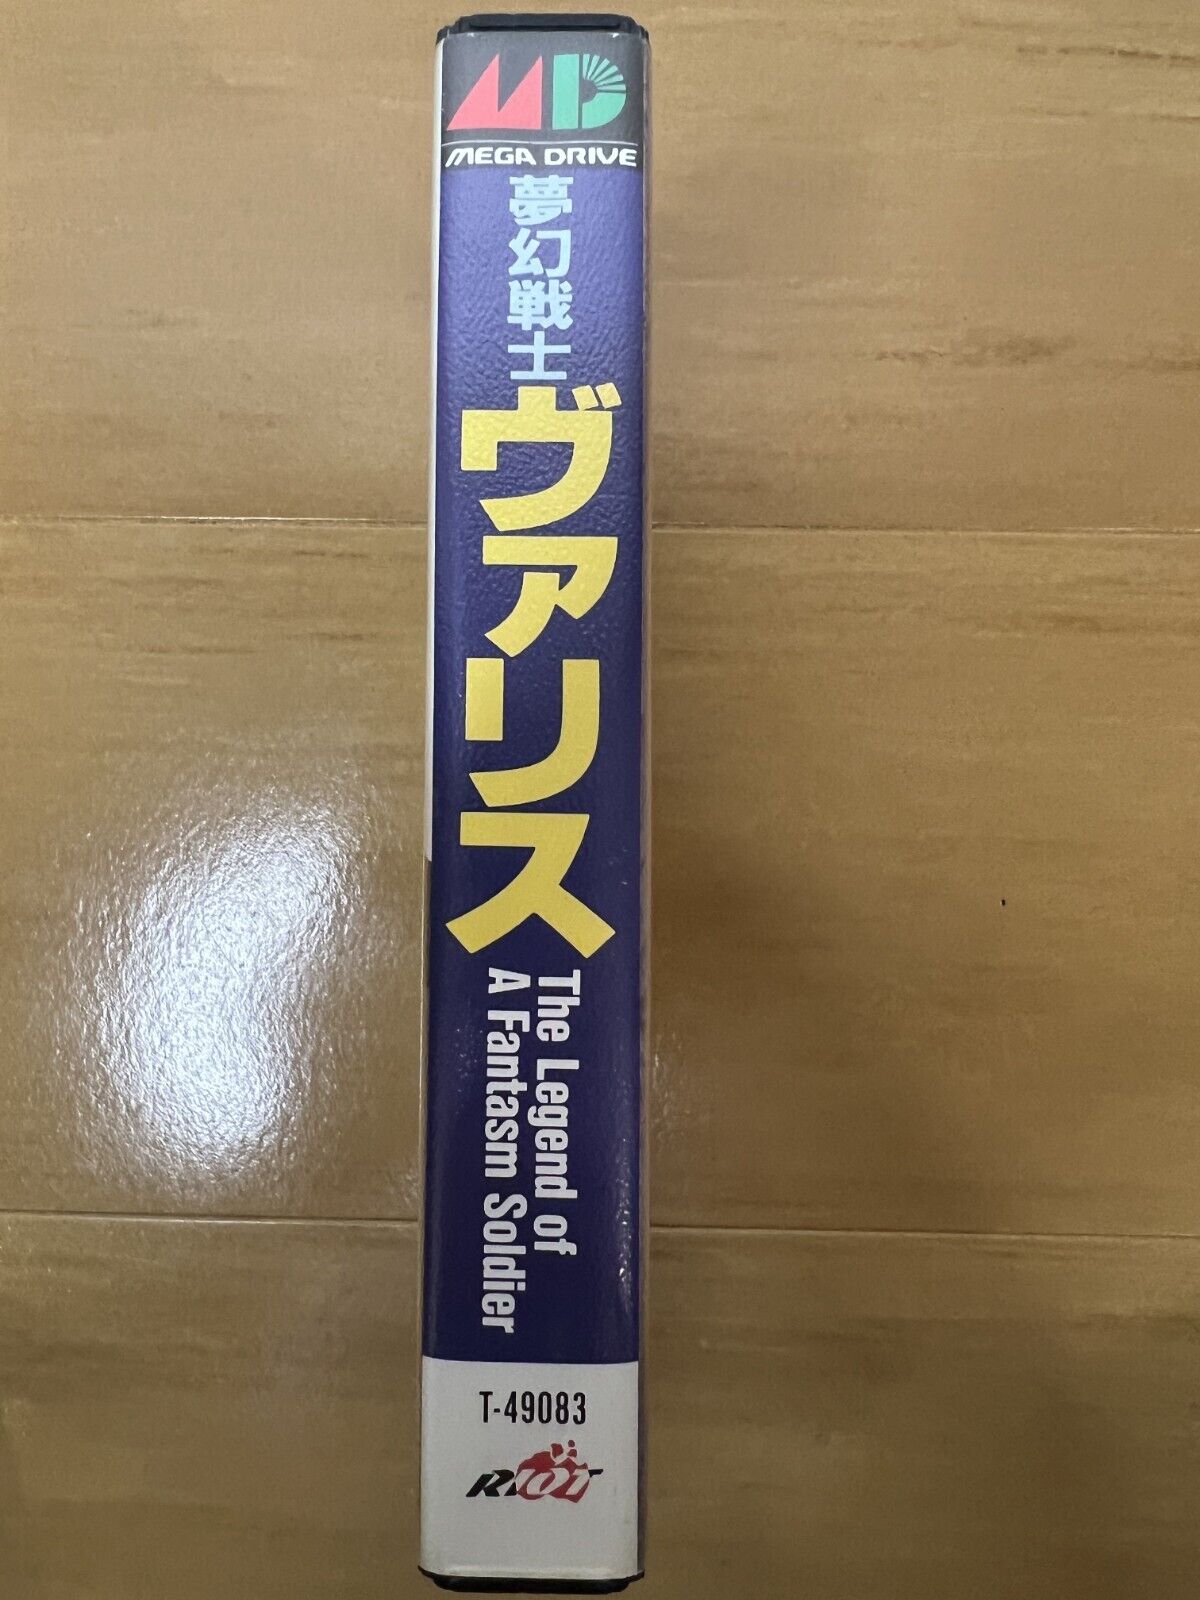 MD
MEGA DRIVE
夢幻戦士
ヴァリス
The Legend of
A Fantasm Soldier
T-49083
RIOT